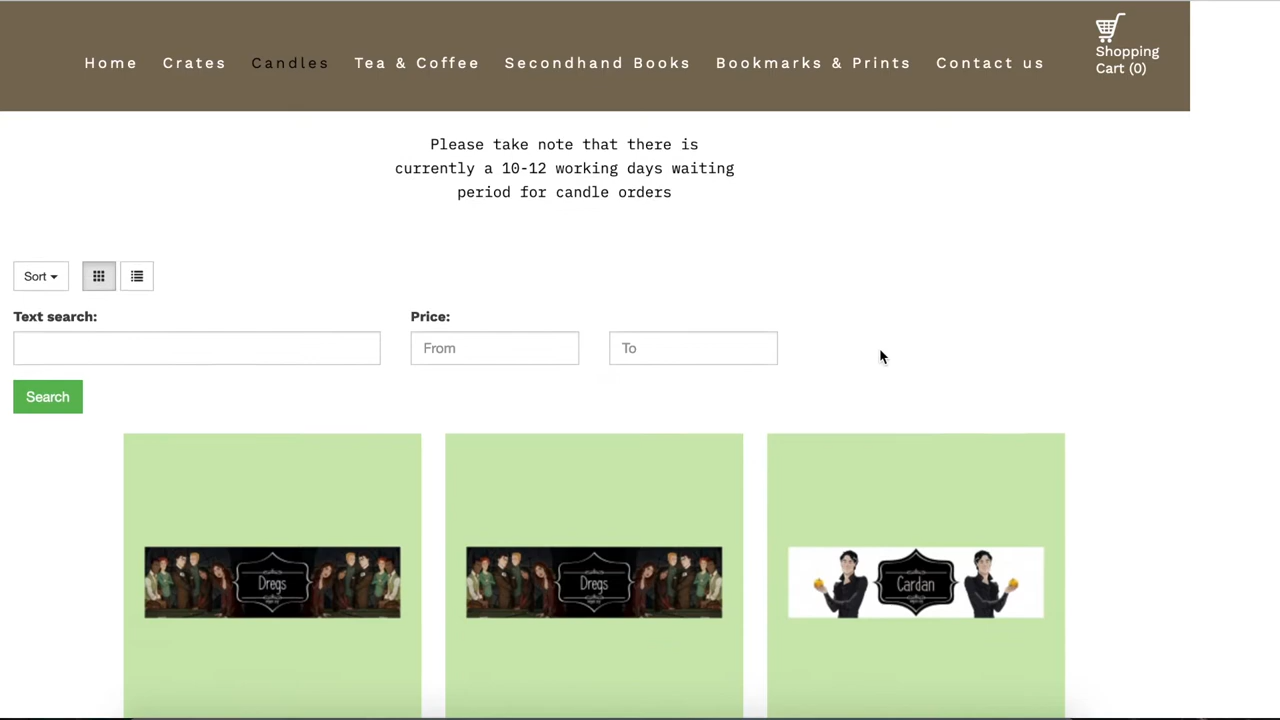 Shopping
Cart (0)
Home Crates Candles Tea & Coffee Secondhand Books Bookmarks & Prints Contact us
Please take note that there is
currently a 10-12 working days waiting
period for candle orders
Sort
Text search: Price:
From To
Search
Dregs Dregs Cardan